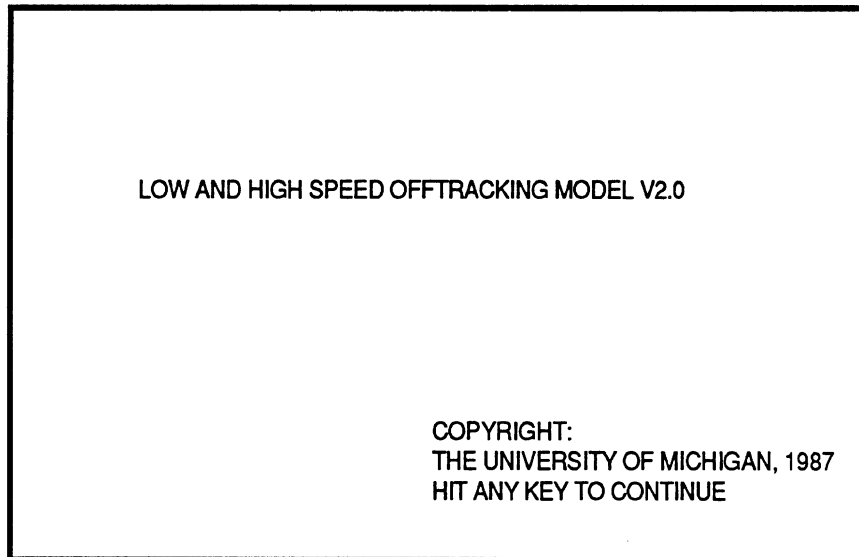 LOW AND HIGH SPEED OFFTRACKING MODEL V2.0
COPYRIGHT:
THE UNIVERSITY OF MICHIGAN, 1987
HIT ANY KEY TO CONTINUE